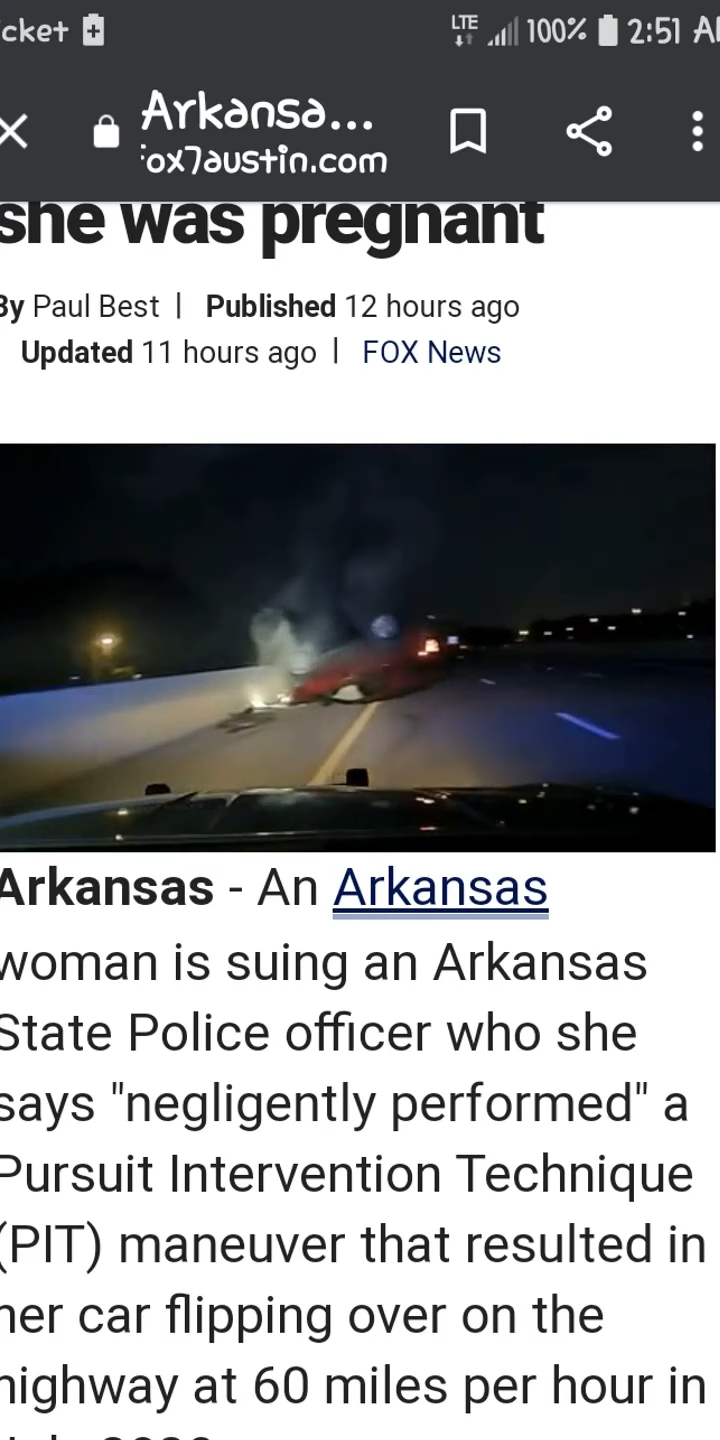 cket
LTE 100% 2:51 A
Arkansa...
fox7austin.com
she was pregnant
By Paul Best | Published 12 hours ago
Updated 11 hours ago | FOX News
Arkansas - An Arkansas
woman is suing an Arkansas
State Police officer who she
says "negligently performed" a
Pursuit Intervention Technique
(PIT) maneuver that resulted in
her car flipping over on the
highway at 60 miles per hour in